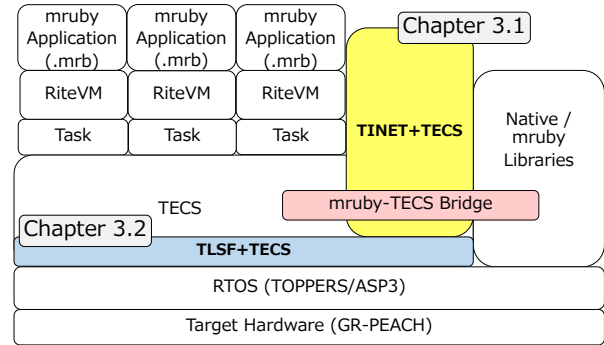 mruby
Application
(.mrb)
mruby
Application
(.mrb)
mruby
Application
(.mrb)
Chapter 3.1
RiteVM
RiteVM
RiteVM
Task
Task
Task
TINET+TECS
Native /
mruby
Libraries
TECS
mruby-TECS Bridge
Chapter 3.2
TLSF+TECS
RTOS (TOPPERS/ASP3)
Target Hardware (GR-PEACH)